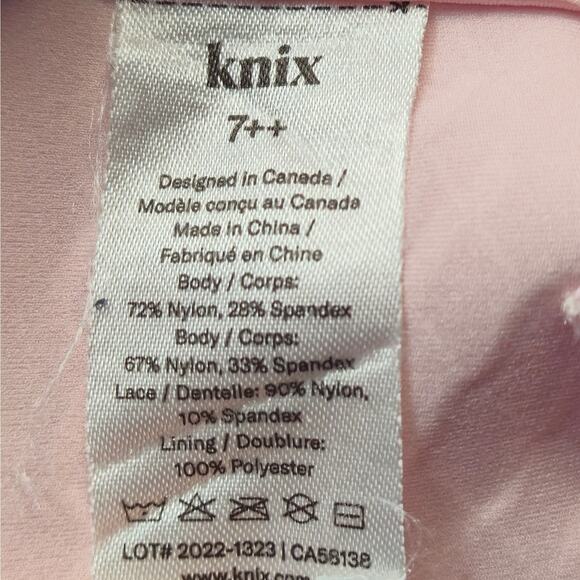 knix
7++
Designed in Canada /
Modèle conçu au Canada
Made in China /
Fabriqué en Chine
Body / Corps:
72% Nylon, 28% Spandex
Body / Corps:
67% Nylon, 33% Spandex
Lace / Dentelle: 90% Nylon,
10% Spandex
Lining / Doublure:
100% Polyester
LOT# 2022-1323 | CA56138
www.knix.com